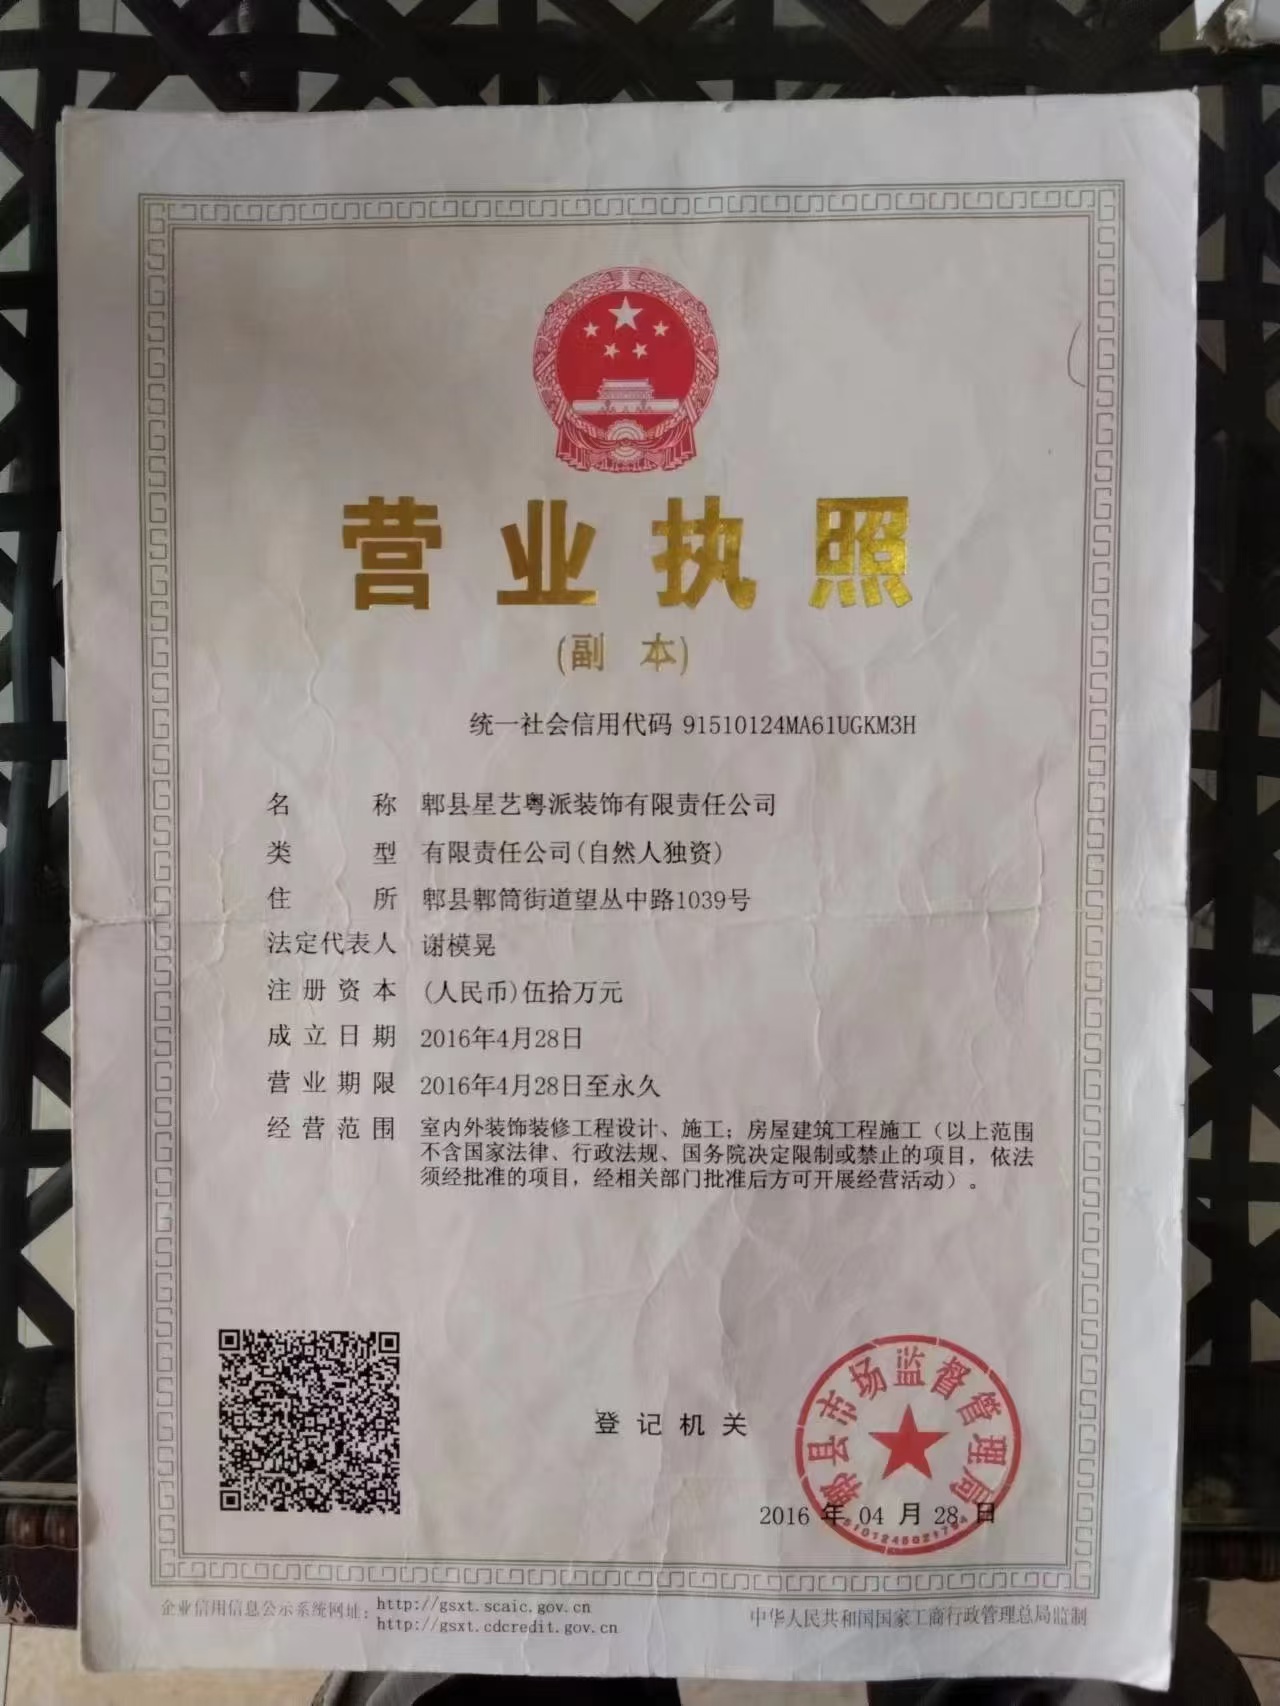 营业执照
(副 本)
统一社会信用代码 91510124MA61UGKM3H
名 称 郫县星艺粤派装饰有限责任公司
类 型 有限责任公司(自然人独资)
住 所 郫县郫筒街道望丛中路1039号
法定代表人 谢模晃
注册资本 (人民币)伍拾万元
成立日期 2016年4月28日
营业期限 2016年4月28日至永久
经营范围 室内外装饰装修工程设计、施工；房屋建筑工程施工（以上范围
不含国家法律、行政法规、国务院决定限制或禁止的项目，依法
须经批准的项目，经相关部门批准后方可开展经营活动）。
郫县市场监督管理局
登记机关
2016 年 04 月 28 日
企业信用信息公示系统网址：http://gsxt.scaic.gov.cn
http://gsxt.cdcredit.gov.cn
中华人民共和国国家工商行政管理总局监制